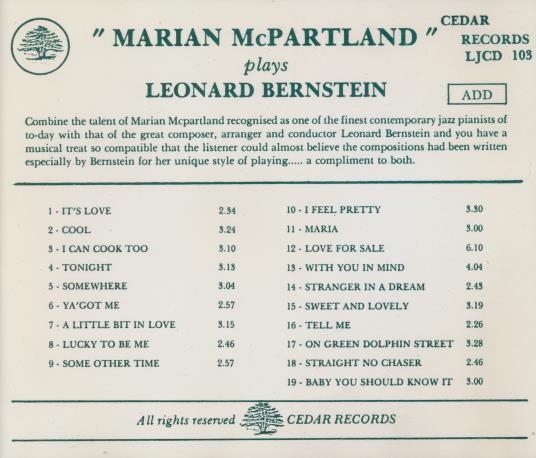 " MARIAN McPARTLAND "
CEDAR
RECORDS
LJCD 103
plays
LEONARD BERNSTEIN
ADD
Combine the talent of Marian Mcpartland recognised as one of the finest contemporary jazz pianists of
to-day with that of the great composer, arranger and conductor Leonard Bernstein and you have a
musical treat so compatible that the listener could almost believe the compositions had been written
especially by Bernstein for her unique style of playing..... a compliment to both.
1 - IT'S LOVE 2.34
2 - COOL 3.24
3 - I CAN COOK TOO 3.10
4 - TONIGHT 3.13
5 - SOMEWHERE 3.04
6 - YA'GOT ME 2.57
7 - A LITTLE BIT IN LOVE 3.15
8 - LUCKY TO BE ME 2.46
9 - SOME OTHER TIME 2.57
10 - I FEEL PRETTY 3.30
11 - MARIA 3.00
12 - LOVE FOR SALE 6.10
13 - WITH YOU IN MIND 4.04
14 - STRANGER IN A DREAM 2.43
15 - SWEET AND LOVELY 3.19
16 - TELL ME 2.26
17 - ON GREEN DOLPHIN STREET 3.28
18 - STRAIGHT NO CHASER 2.46
19 - BABY YOU SHOULD KNOW IT 3.00
All rights reserved CEDAR RECORDS